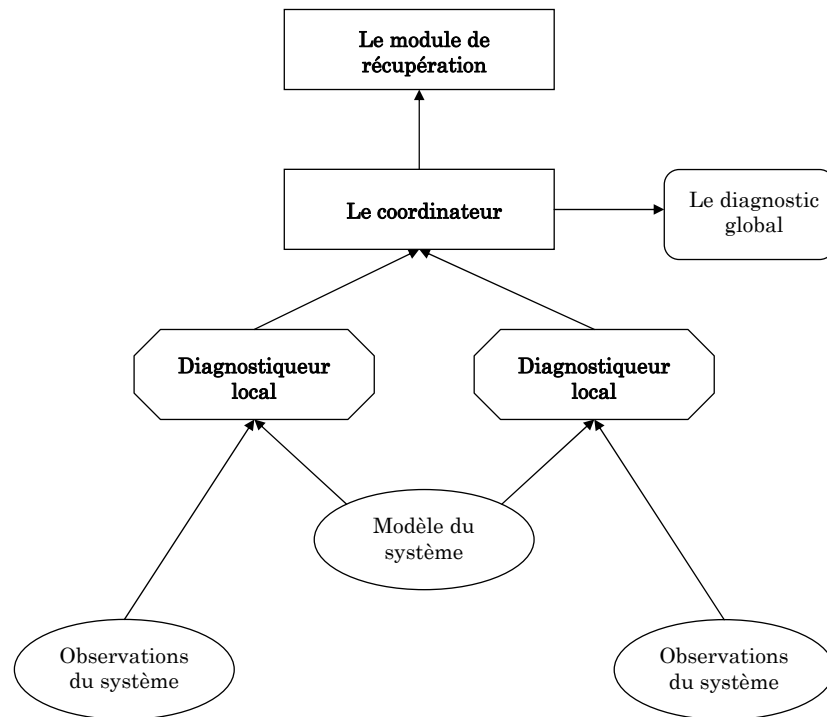 Le module de
récupération
Le coordinateur
Le diagnostic
global
Diagnostiqueur
local
Diagnostiqueur
local
Modèle du
système
Observations
du système
Observations
du système